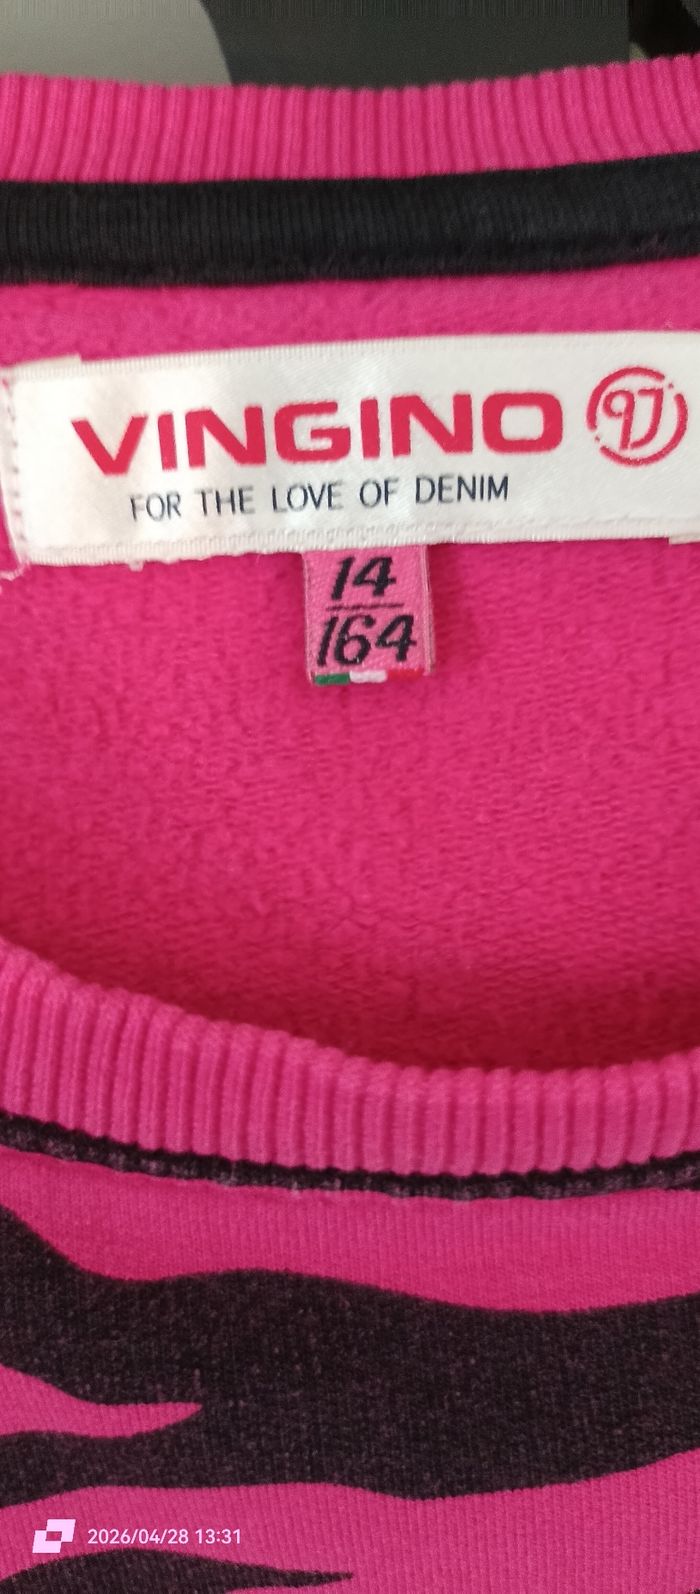 VINGINO
FOR THE LOVE OF DENIM
14
164
2026/04/28 13:31